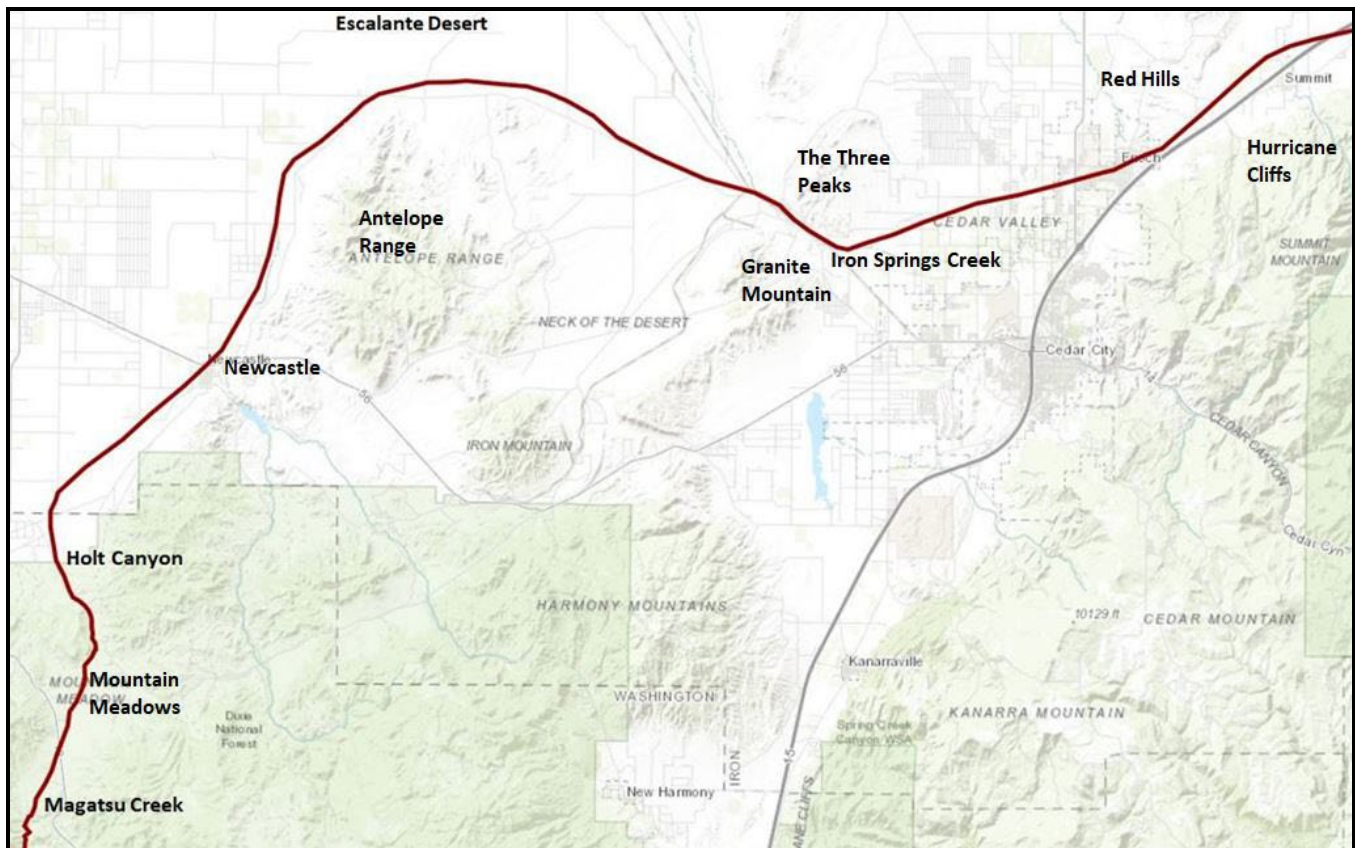 Escalante Desert
Red Hills
Summit
Enoch
Hurricane
Cliffs
The Three
Peaks
Antelope
Range
ANTELOPE RANGE
CEDAR VALLEY
SUMMIT
MOUNTAIN
Iron Springs Creek
Granite
Mountain
NECK OF THE DESERT
Newcastle
Newcastle
56
56
Cedar City
14
CEDAR CANYON
IRON MOUNTAIN
Cedar Cyn
Holt Canyon
HARMONY MOUNTAINS
10129 ft
CEDAR MOUNTAIN
Kanarraville
Mountain
Meadows
WASHINGTON
IRON
KANARRA MOUNTAIN
Dixie
National
Forest
Spring Creek
Canyon WSA
15
New Harmony
Magatsu Creek